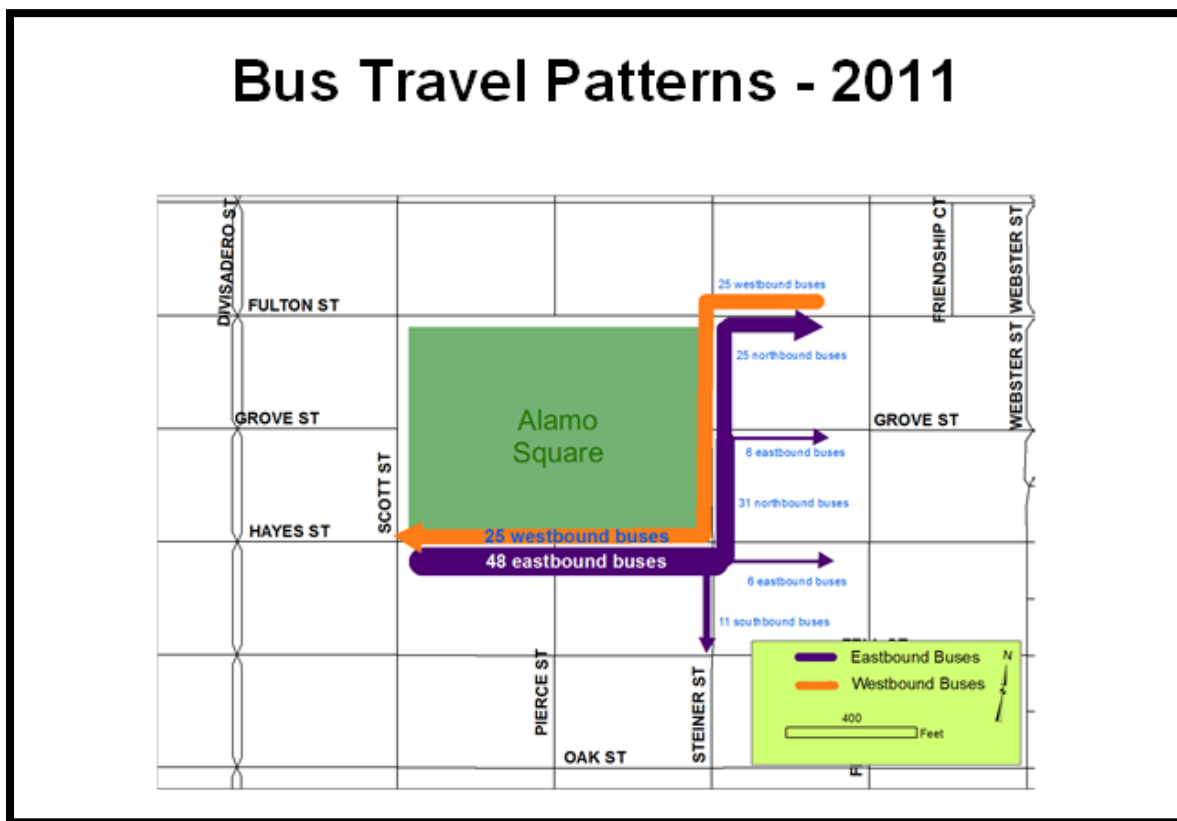 Bus Travel Patterns - 2011
DIVISADERO ST
FRIENDSHIP CT
WEBSTER ST
25 westbound buses
FULTON ST
25 northbound buses
WEBSTER ST
Alamo
Square
GROVE ST
GROVE ST
6 eastbound buses
SCOTT ST
31 northbound buses
HAYES ST
25 westbound buses
48 eastbound buses
6 eastbound buses
11 southbound buses
PIERCE ST
STEINER ST
Eastbound Buses
N
Westbound Buses
400
Feet
OAK ST